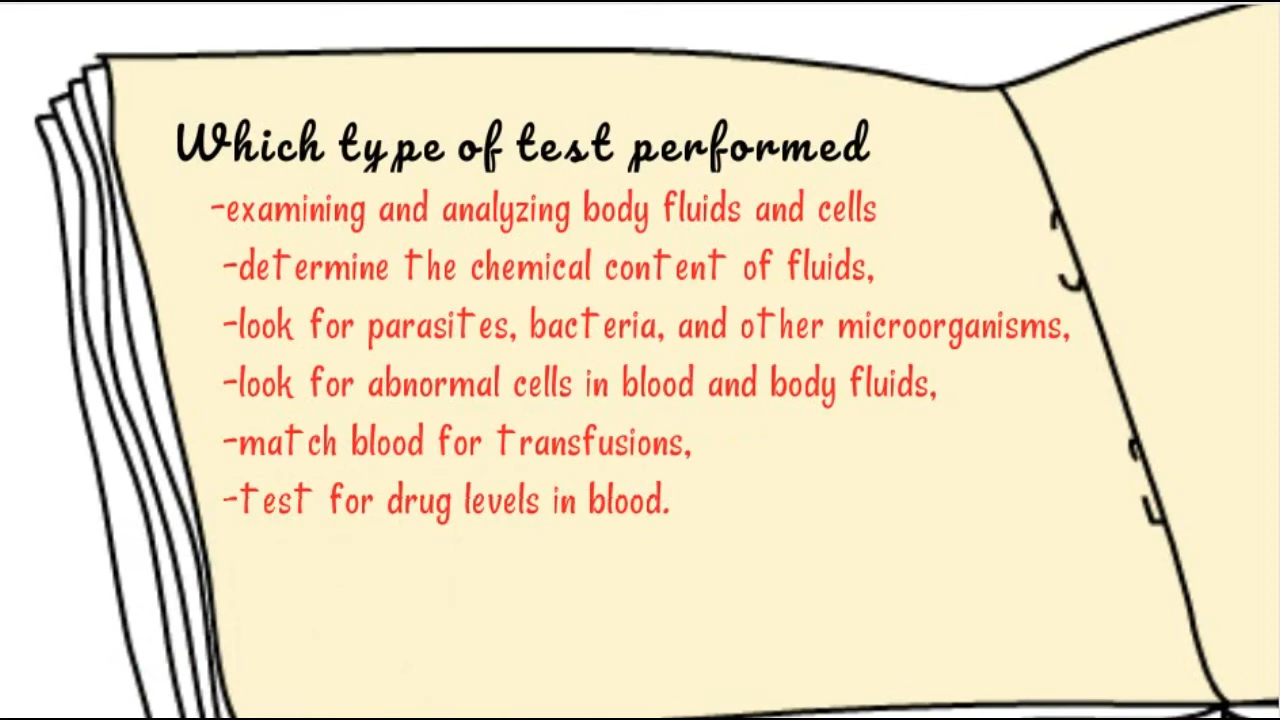 Which type of test performed
-examining and analyzing body fluids and cells
-determine the chemical content of fluids,
-look for parasites, bacteria, and other microorganisms,
-look for abnormal cells in blood and body fluids,
-match blood for transfusions,
-test for drug levels in blood.